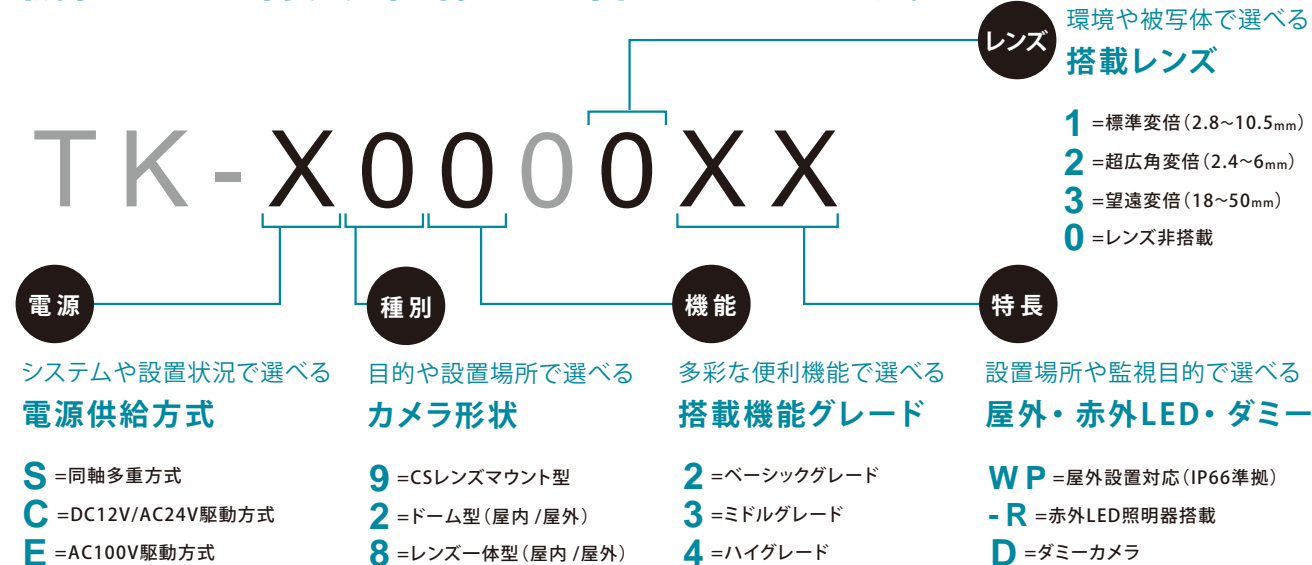 レンズ
環境や被写体で選べる
搭載レンズ
1 =標準変倍(2.8~10.5mm)
2 =超広角変倍(2.4~6mm)
3 =望遠変倍(18~50mm)
0 =レンズ非搭載
TK-X0000XX
電源
システムや設置状況で選べる
電源供給方式
S =同軸多重方式
C =DC12V/AC24V駆動方式
E =AC100V駆動方式
種別
目的や設置場所で選べる
カメラ形状
9 =CSレンズマウント型
2 =ドーム型(屋内/屋外)
8 =レンズ一体型(屋内/屋外)
機能
多彩な便利機能で選べる
搭載機能グレード
2 =ベーシックグレード
3 =ミドルグレード
4 =ハイグレード
特長
設置場所や監視目的で選べる
屋外・赤外LED・ダミー
WP =屋外設置対応(IP66準拠)
-R =赤外LED照明器搭載
D =ダミーカメラ